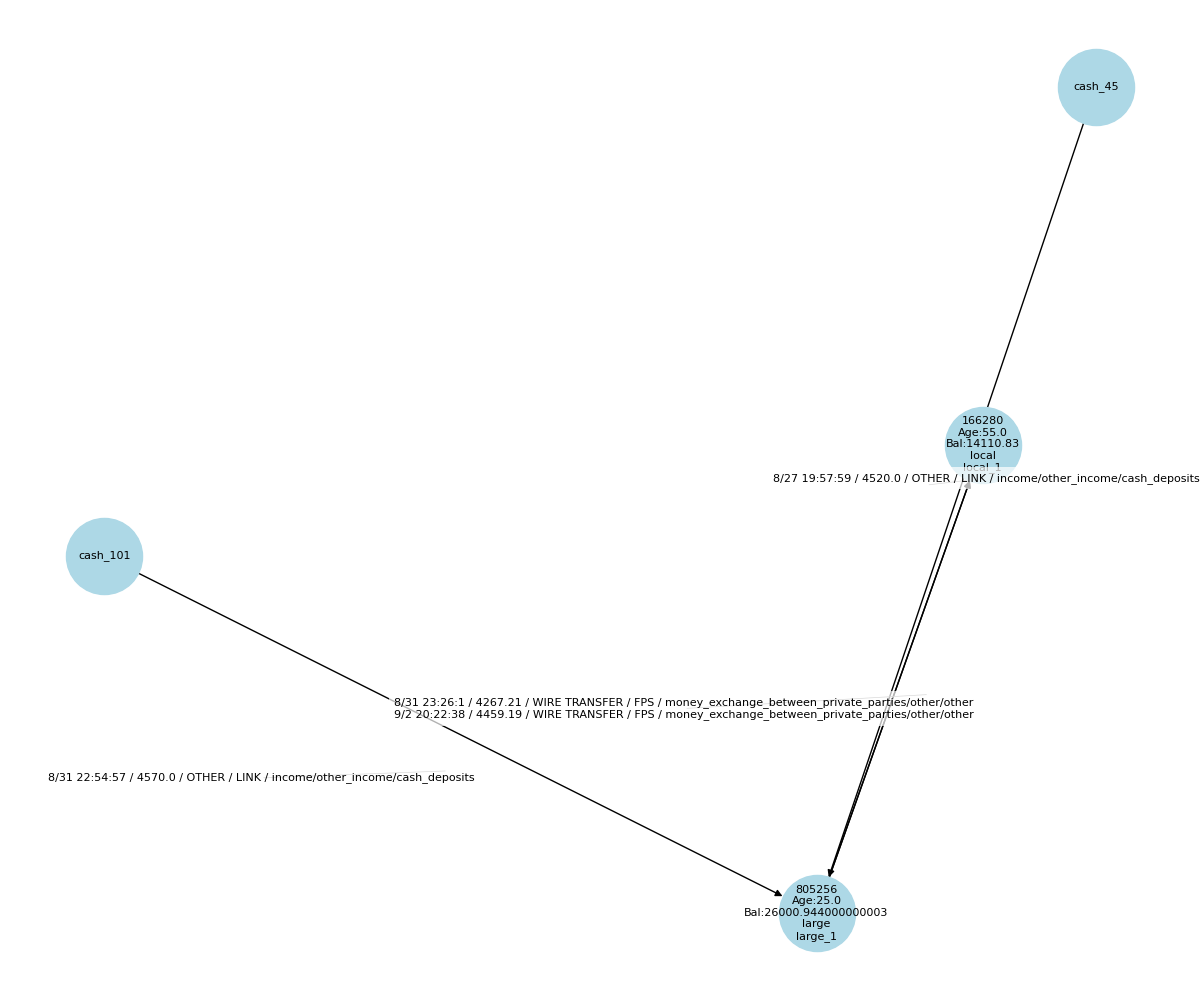 cash_45
166280
Age:55.0
Bal:14110.83
local
local_1
8/27 19:57:59 / 4520.0 / OTHER / LINK / income/other_income/cash_deposits
cash_101
8/31 23:26:1 / 4267.21 / WIRE TRANSFER / FPS / money_exchange_between_private_parties/other/other
9/2 20:22:38 / 4459.19 / WIRE TRANSFER / FPS / money_exchange_between_private_parties/other/other
8/31 22:54:57 / 4570.0 / OTHER / LINK / income/other_income/cash_deposits
805256
Age:25.0
Bal:26000.944000000003
large
large_1